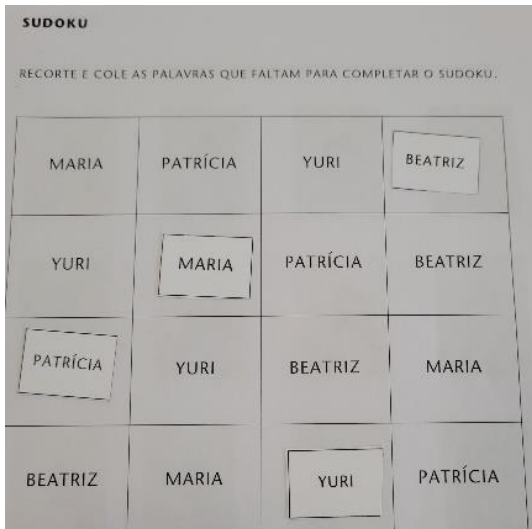 SUDOKU
RECORTE E COLE AS PALAVRAS QUE FALTAM PARA COMPLETAR O SUDOKU.
MARIA PATRÍCIA YURI BEATRIZ
YURI MARIA PATRÍCIA BEATRIZ
PATRÍCIA YURI BEATRIZ MARIA
BEATRIZ MARIA YURI PATRÍCIA